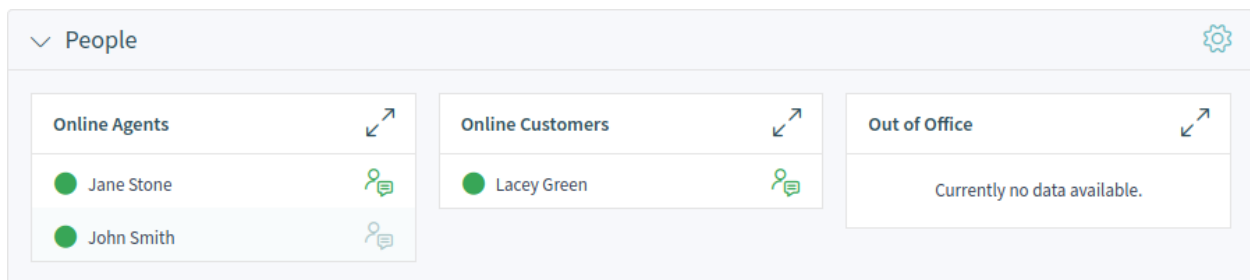 People
Online Agents
Jane Stone
John Smith
Online Customers
Lacey Green
Out of Office
Currently no data available.